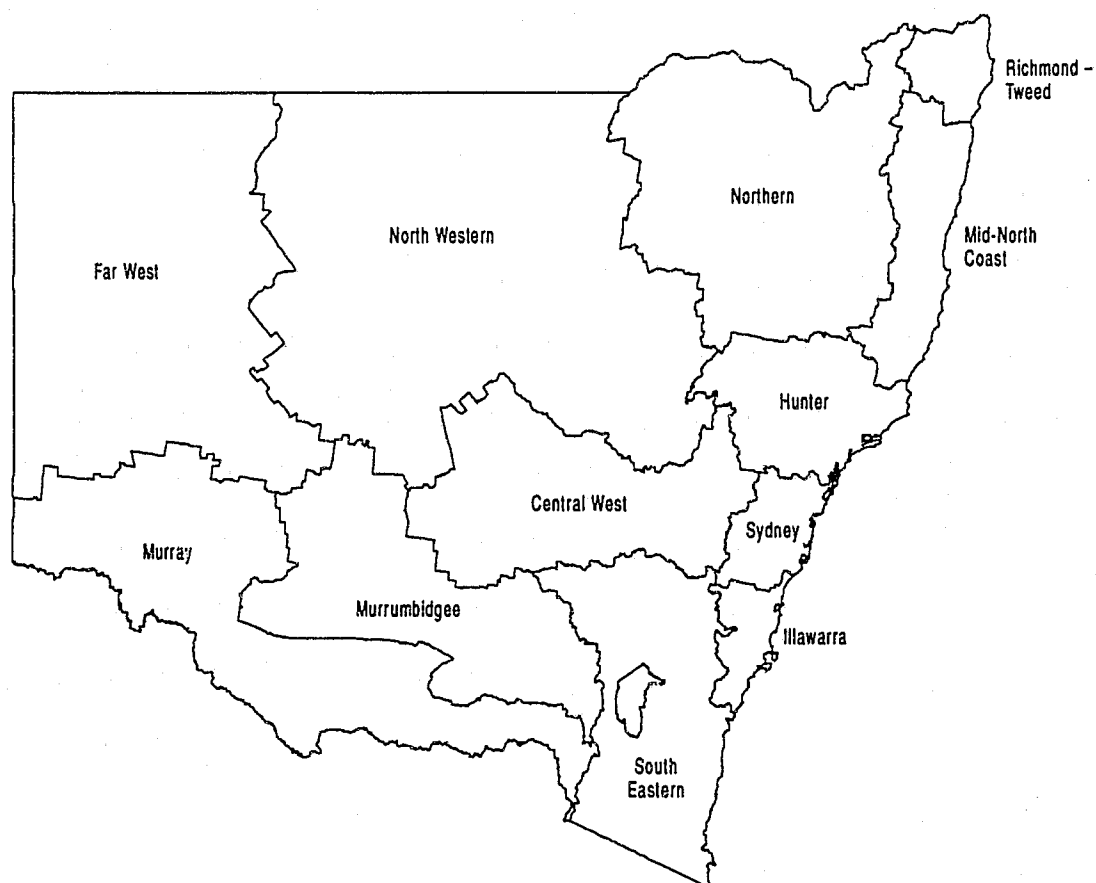 Richmond –
Tweed
Northern
North Western
Mid-North
Coast
Far West
Hunter
Central West
Sydney
Murray
Murrumbidgee
Illawarra
South
Eastern